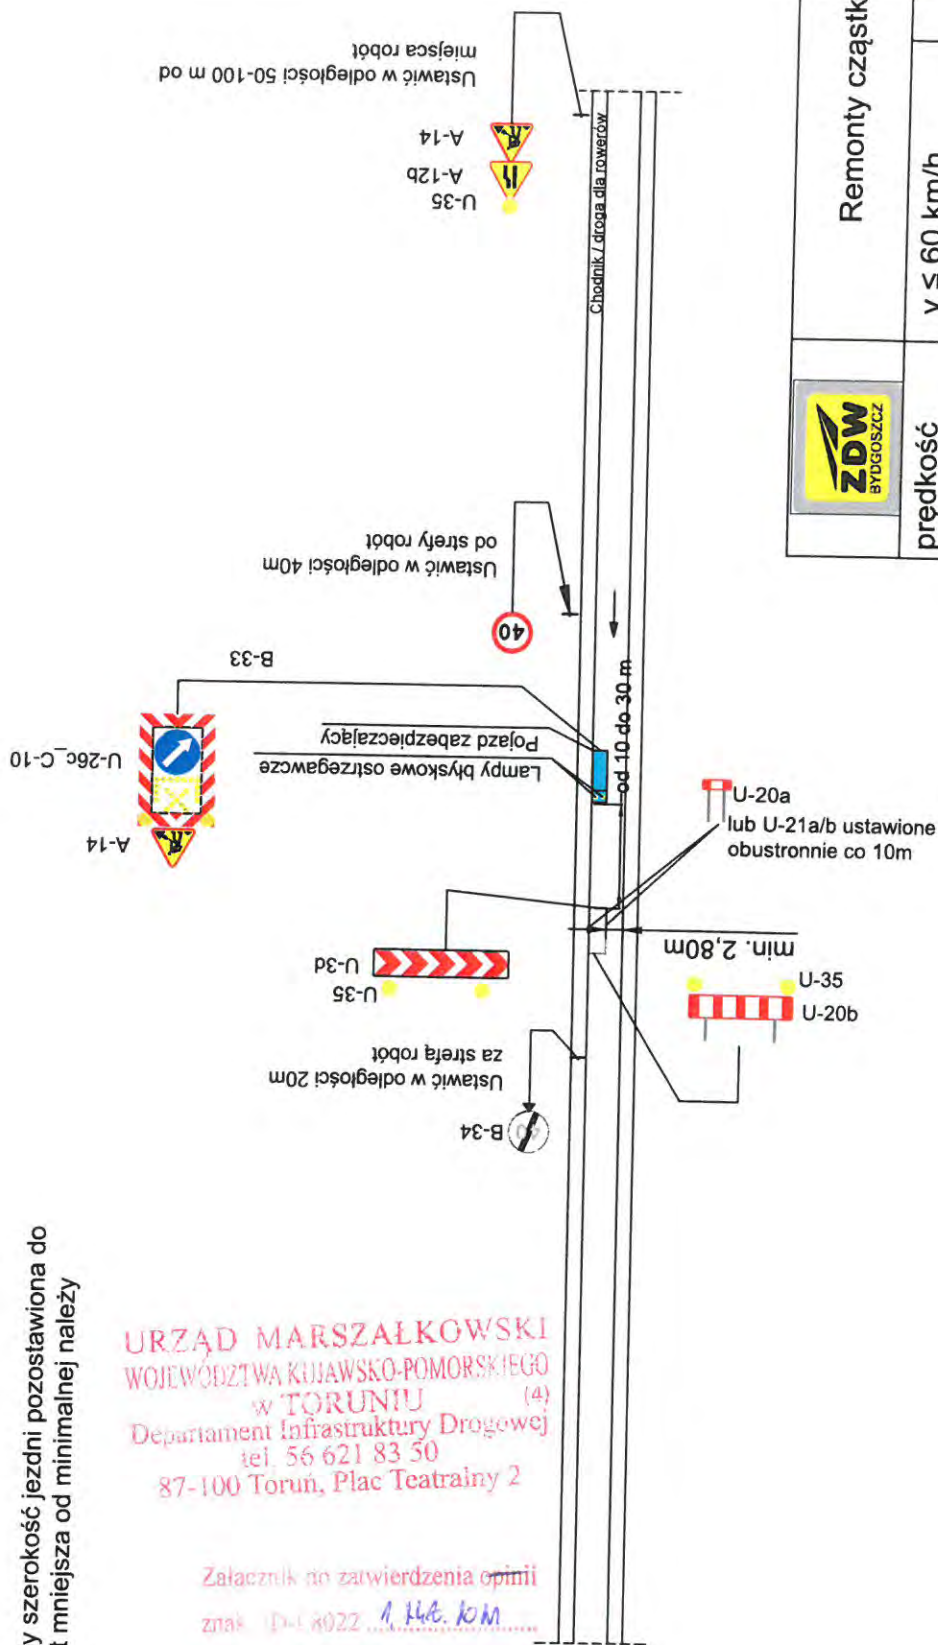 Ustawić w odległości 50-100 m od
miejsca robót
A-14
A-12b
U-35
Chodnik / droga dla rowerów
Remonty cząstk
ZDW
BYDGOSZCZ
prędkość
v ≤ 60 km/h
Ustawić w odległości 40m
od strefy robót
40
B-33
U-26c_C-10
A-14
Pojazd zabezpieczający
Lampy błyskowe ostrzegawcze
od 10 do 30 m
U-20a
lub U-21a/b ustawione
obustronnie co 10m
min. 2,80m
U-3d
U-35
U-35
U-20b
Ustawić w odległości 20m
za strefą robót
B-34
40
y szerokość jezdni pozostawiona do
t mniejsza od minimalnej należy
URZĄD MARSZAŁKOWSKI
WOJEWÓDZTWA KUJAWSKO-POMORSKIEGO
w TORUNIU
(4)
Departament Infrastruktury Drogowej
tel. 56 621 83 50
87-100 Toruń, Plac Teatralny 2
Załącznik do zatwierdzenia opinii
znak 8022